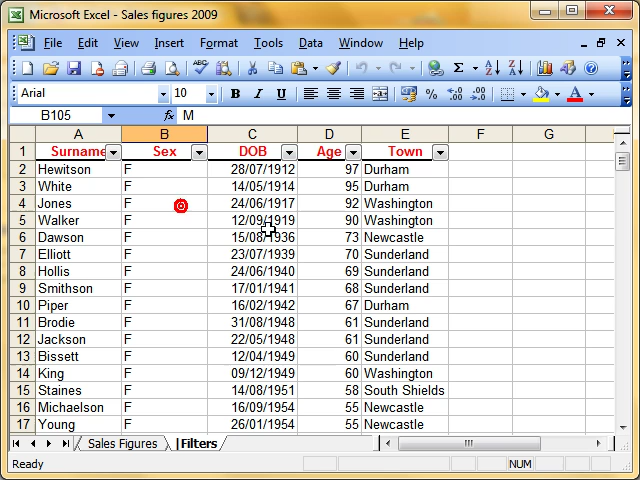 Microsoft Excel - Sales figures 2009
File Edit View Insert Format Tools Data Window Help
Arial 10 B I U
B105 M
A B C D E F G
1 Surname Sex DOB Age Town
2 Hewitson F 28/07/1912 97 Durham
3 White F 14/05/1914 95 Durham
4 Jones F 24/06/1917 92 Washington
5 Walker F 12/09/1919 90 Washington
6 Dawson F 15/08/1936 73 Newcastle
7 Elliott F 23/07/1939 70 Sunderland
8 Hollis F 24/06/1940 69 Sunderland
9 Smithson F 17/01/1941 68 Sunderland
10 Piper F 16/02/1942 67 Durham
11 Brodie F 31/08/1948 61 Sunderland
12 Jackson F 22/05/1948 61 Sunderland
13 Bissett F 12/04/1949 60 Sunderland
14 King F 09/12/1949 60 Washington
15 Staines F 14/08/1951 58 South Shields
16 Michaelson F 16/09/1954 55 Newcastle
17 Young F 26/01/1954 55 Newcastle
Sales Figures Filters
Ready NUM